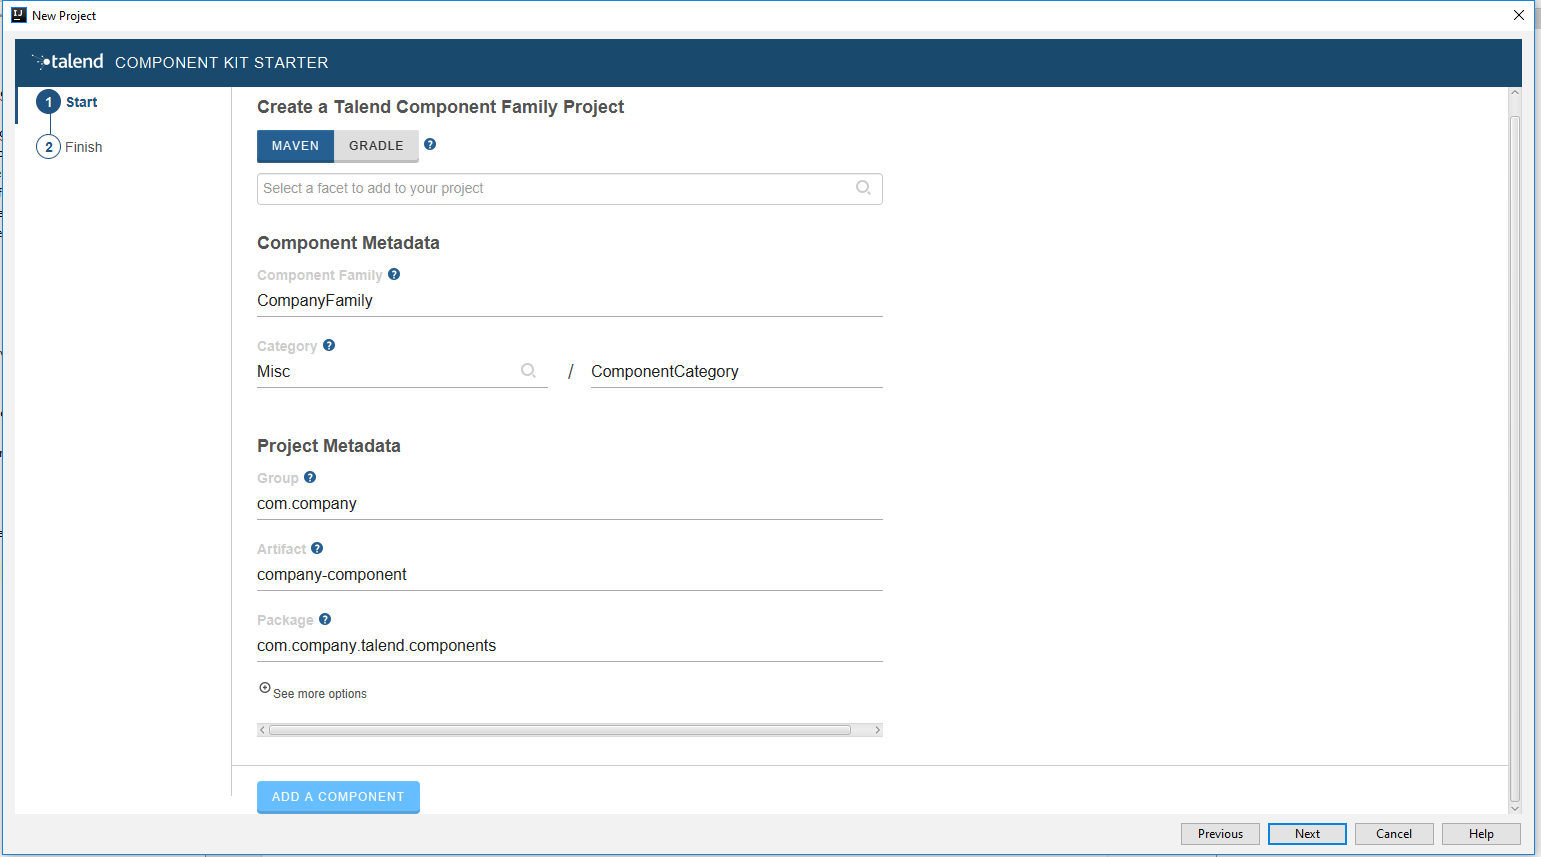 New Project
talend COMPONENT KIT STARTER
1 Start
2 Finish
Create a Talend Component Family Project
MAVEN GRADLE ?
Select a facet to add to your project
Component Metadata
Component Family ?
CompanyFamily
Category ?
Misc / ComponentCategory
Project Metadata
Group ?
com.company
Artifact ?
company-component
Package ?
com.company.talend.components
See more options
ADD A COMPONENT
Previous Next Cancel Help